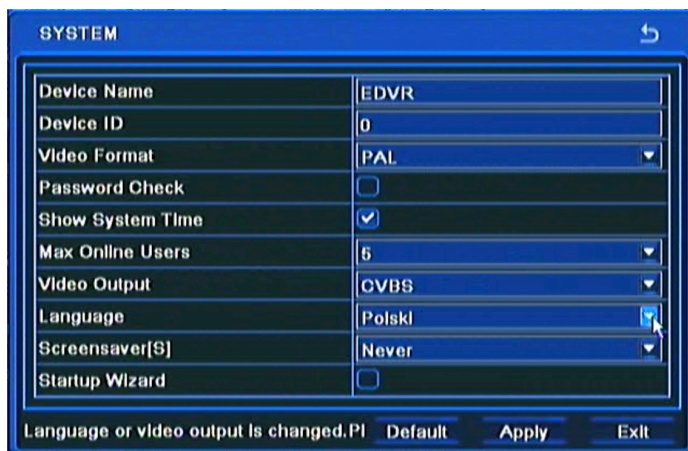 SYSTEM
Device Name EDVR
Device ID 0
Video Format PAL
Password Check
Show System Time
Max Online Users 5
Video Output CVBS
Language Polski
Screensaver[S] Never
Startup Wizard
Language or video output is changed.Pl Default Apply Exit